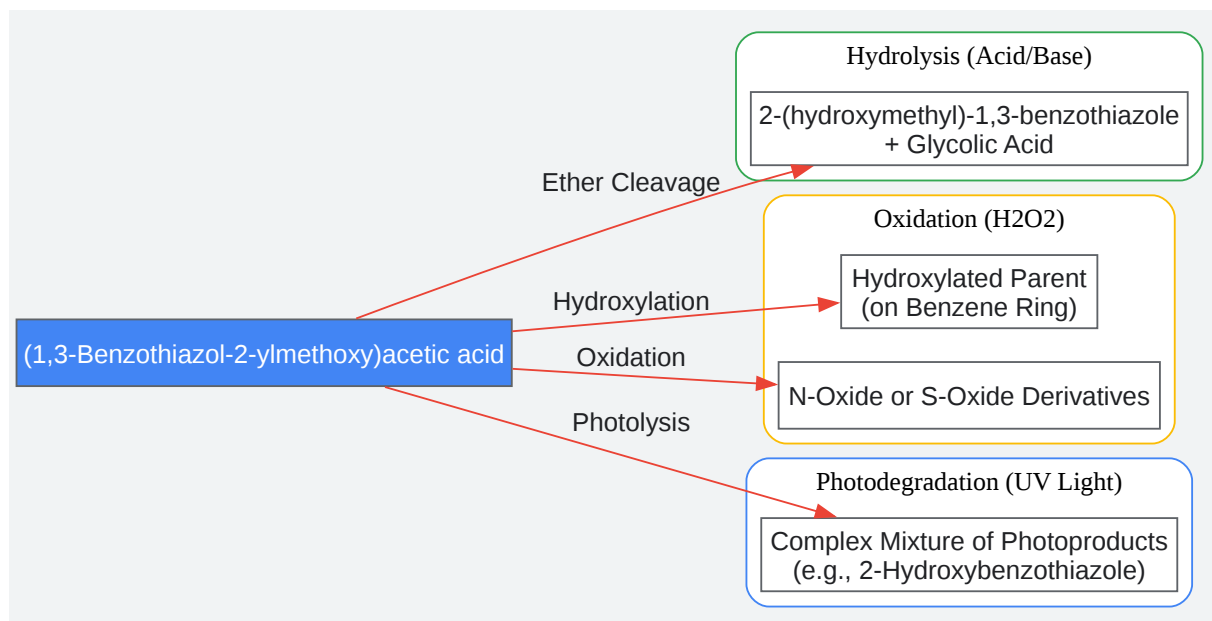 Hydrolysis (Acid/Base)
2-(hydroxymethyl)-1,3-benzothiazole
+ Glycolic Acid
Ether Cleavage
Oxidation (H2O2)
Hydroxylated Parent
(on Benzene Ring)
Hydroxylation
(1,3-Benzothiazol-2-ylmethoxy)acetic acid
Oxidation
N-Oxide or S-Oxide Derivatives
Photolysis
Photodegradation (UV Light)
Complex Mixture of Photoproducts
(e.g., 2-Hydroxybenzothiazole)